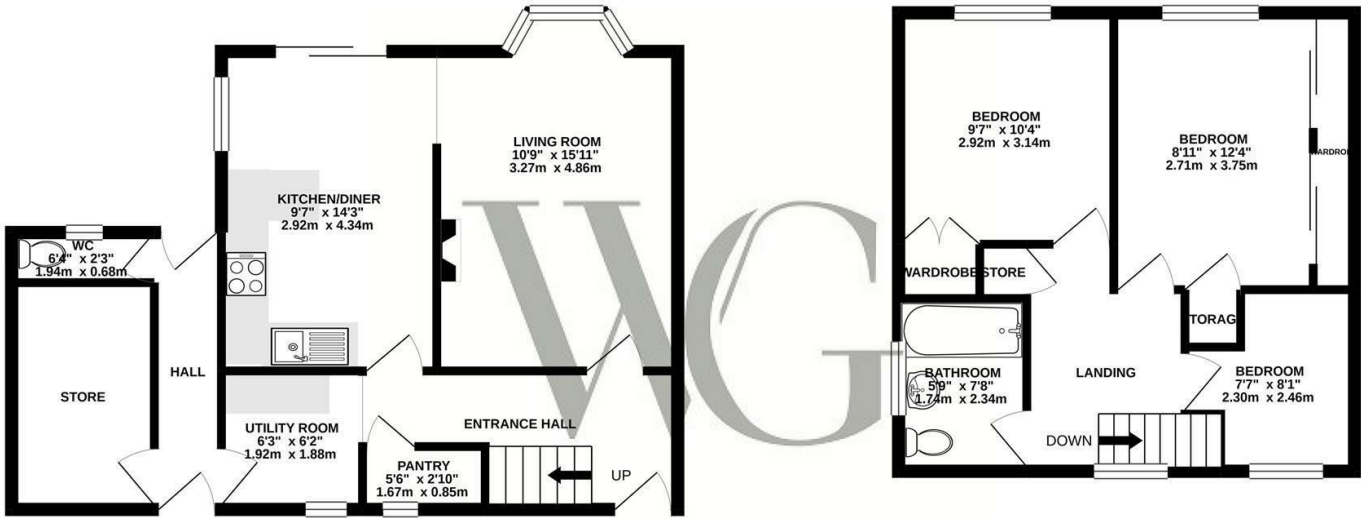 WC
6'4" x 2'3"
1.94m x 0.68m
STORE
HALL
KITCHEN/DINER
9'7" x 14'3"
2.92m x 4.34m
LIVING ROOM
10'9" x 15'11"
3.27m x 4.86m
UTILITY ROOM
6'3" x 6'2"
1.92m x 1.88m
PANTRY
5'6" x 2'10"
1.67m x 0.85m
ENTRANCE HALL
UP
WG
BEDROOM
9'7" x 10'4"
2.92m x 3.14m
BEDROOM
8'11" x 12'4"
2.71m x 3.75m
WARDROBE
WARDROBE
STORE
TORAG
BATHROOM
5'9" x 7'8"
1.74m x 2.34m
LANDING
DOWN
BEDROOM
7'7" x 8'1"
2.30m x 2.46m